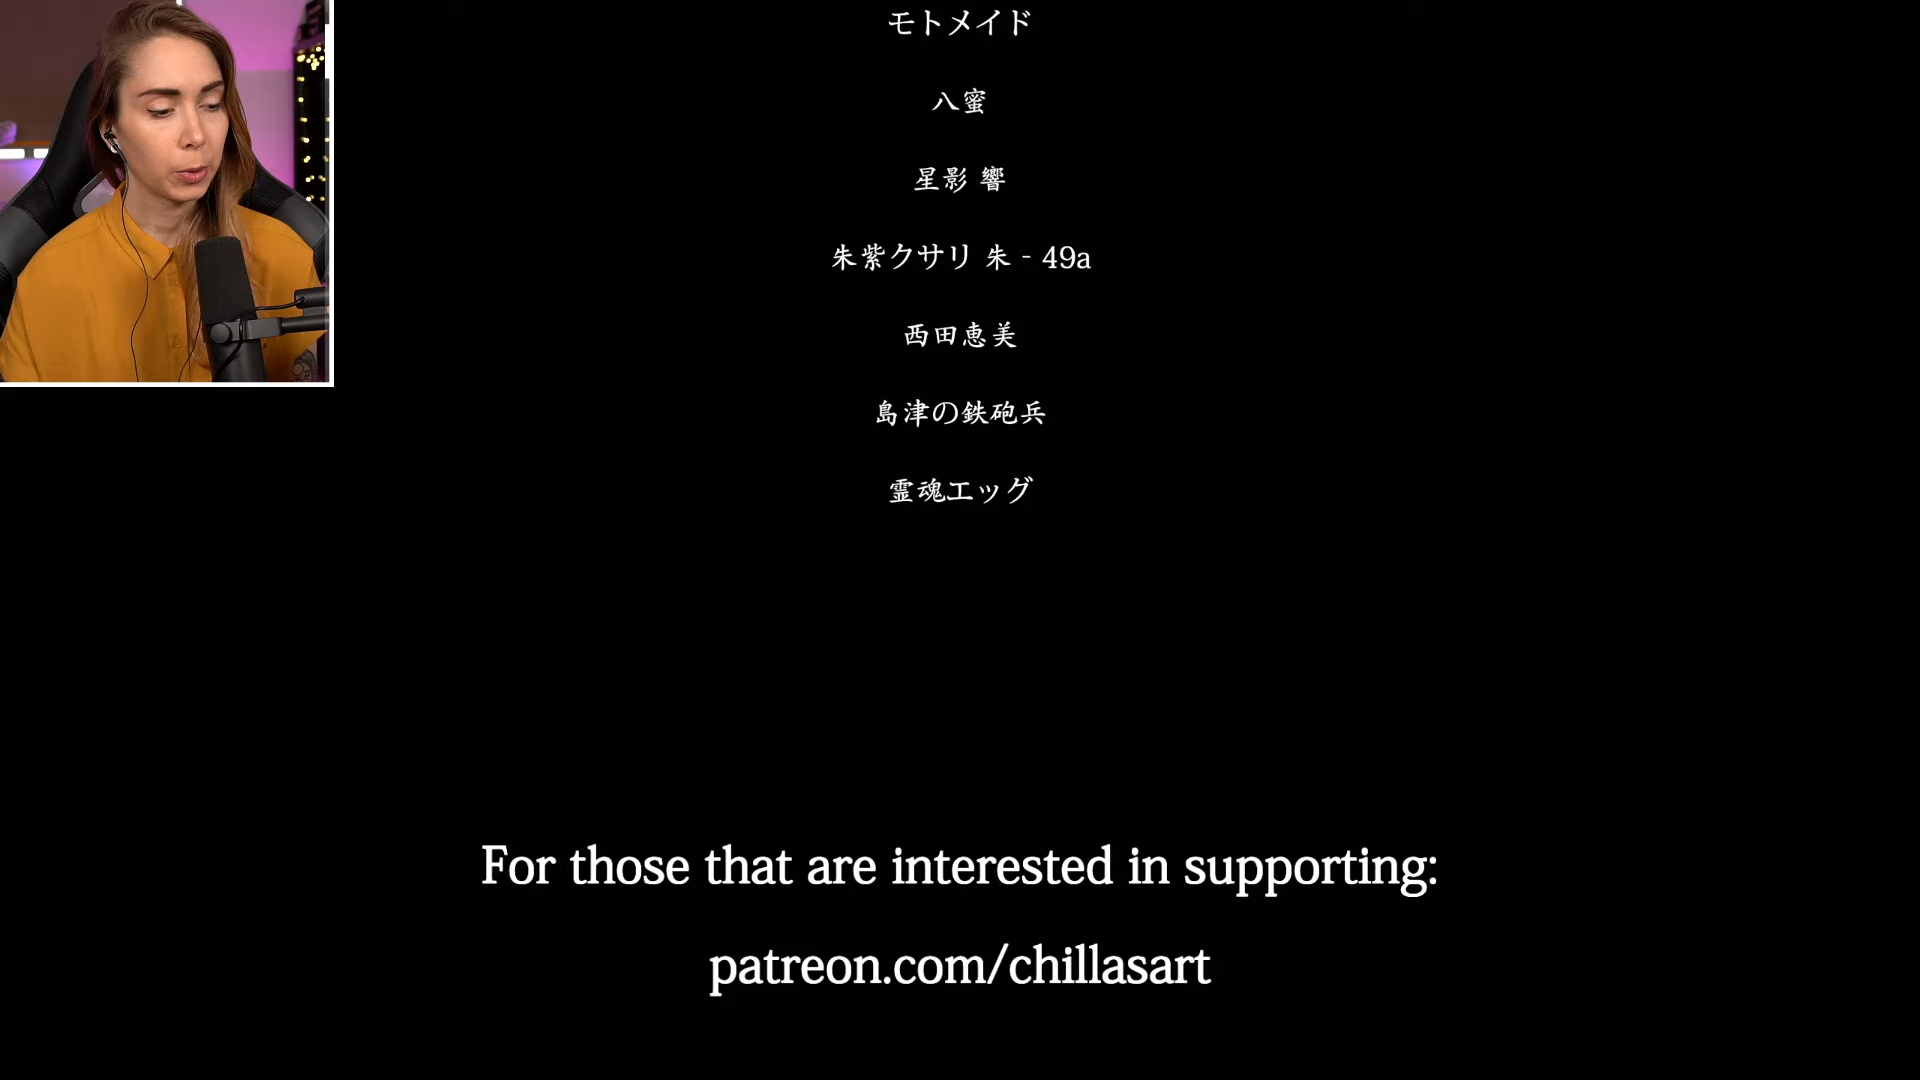 モトメイド
八蜜
星影 響
朱紫クサリ 朱 - 49a
西田恵美
島津の鉄砲兵
霊魂エッグ
For those that are interested in supporting:
patreon.com/chillasart